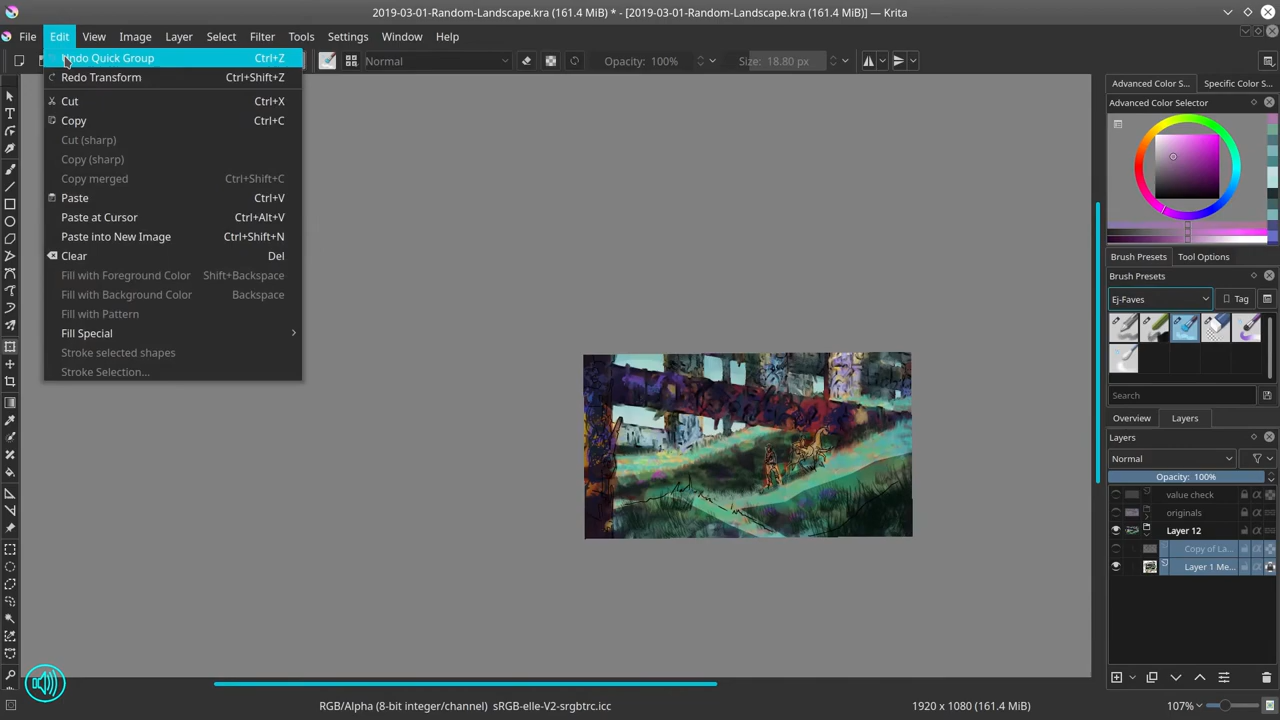 2019-03-01-Random-Landscape.kra (161.4 MiB) * - [2019-03-01-Random-Landscape.kra (161.4 MiB)] — Krita
File Edit View Image Layer Select Filter Tools Settings Window Help
Normal Opacity: 100% Size: 18.80 px
Undo Quick Group Ctrl+Z
Redo Transform Ctrl+Shift+Z
Cut Ctrl+X
Copy Ctrl+C
Cut (sharp)
Copy (sharp)
Copy merged Ctrl+Shift+C
Paste Ctrl+V
Paste at Cursor Ctrl+Alt+V
Paste into New Image Ctrl+Shift+N
Clear Del
Fill with Foreground Color Shift+Backspace
Fill with Background Color Backspace
Fill with Pattern
Fill Special
Stroke selected shapes
Stroke Selection...
Advanced Color S... Specific Color S...
Advanced Color Selector
Brush Presets Tool Options
Brush Presets
Ej-Faves Tag
Search
Overview Layers
Layers
Normal
Opacity: 100%
value check
originals
Layer 12
Copy of La...
Layer 1 Me...
RGB/Alpha (8-bit integer/channel) sRGB-elle-V2-srgbtrc.icc 1920 x 1080 (161.4 MiB) 107%